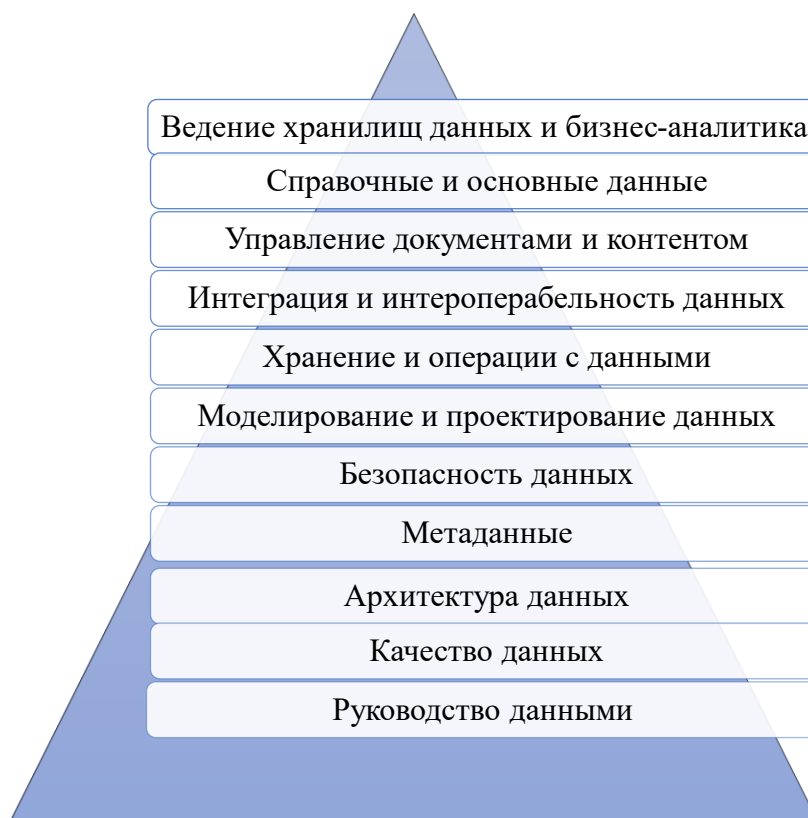 Ведение хранилищ данных и бизнес-аналитика
Справочные и основные данные
Управление документами и контентом
Интеграция и интероперабельность данных
Хранение и операции с данными
Моделирование и проектирование данных
Безопасность данных
Метаданные
Архитектура данных
Качество данных
Руководство данными